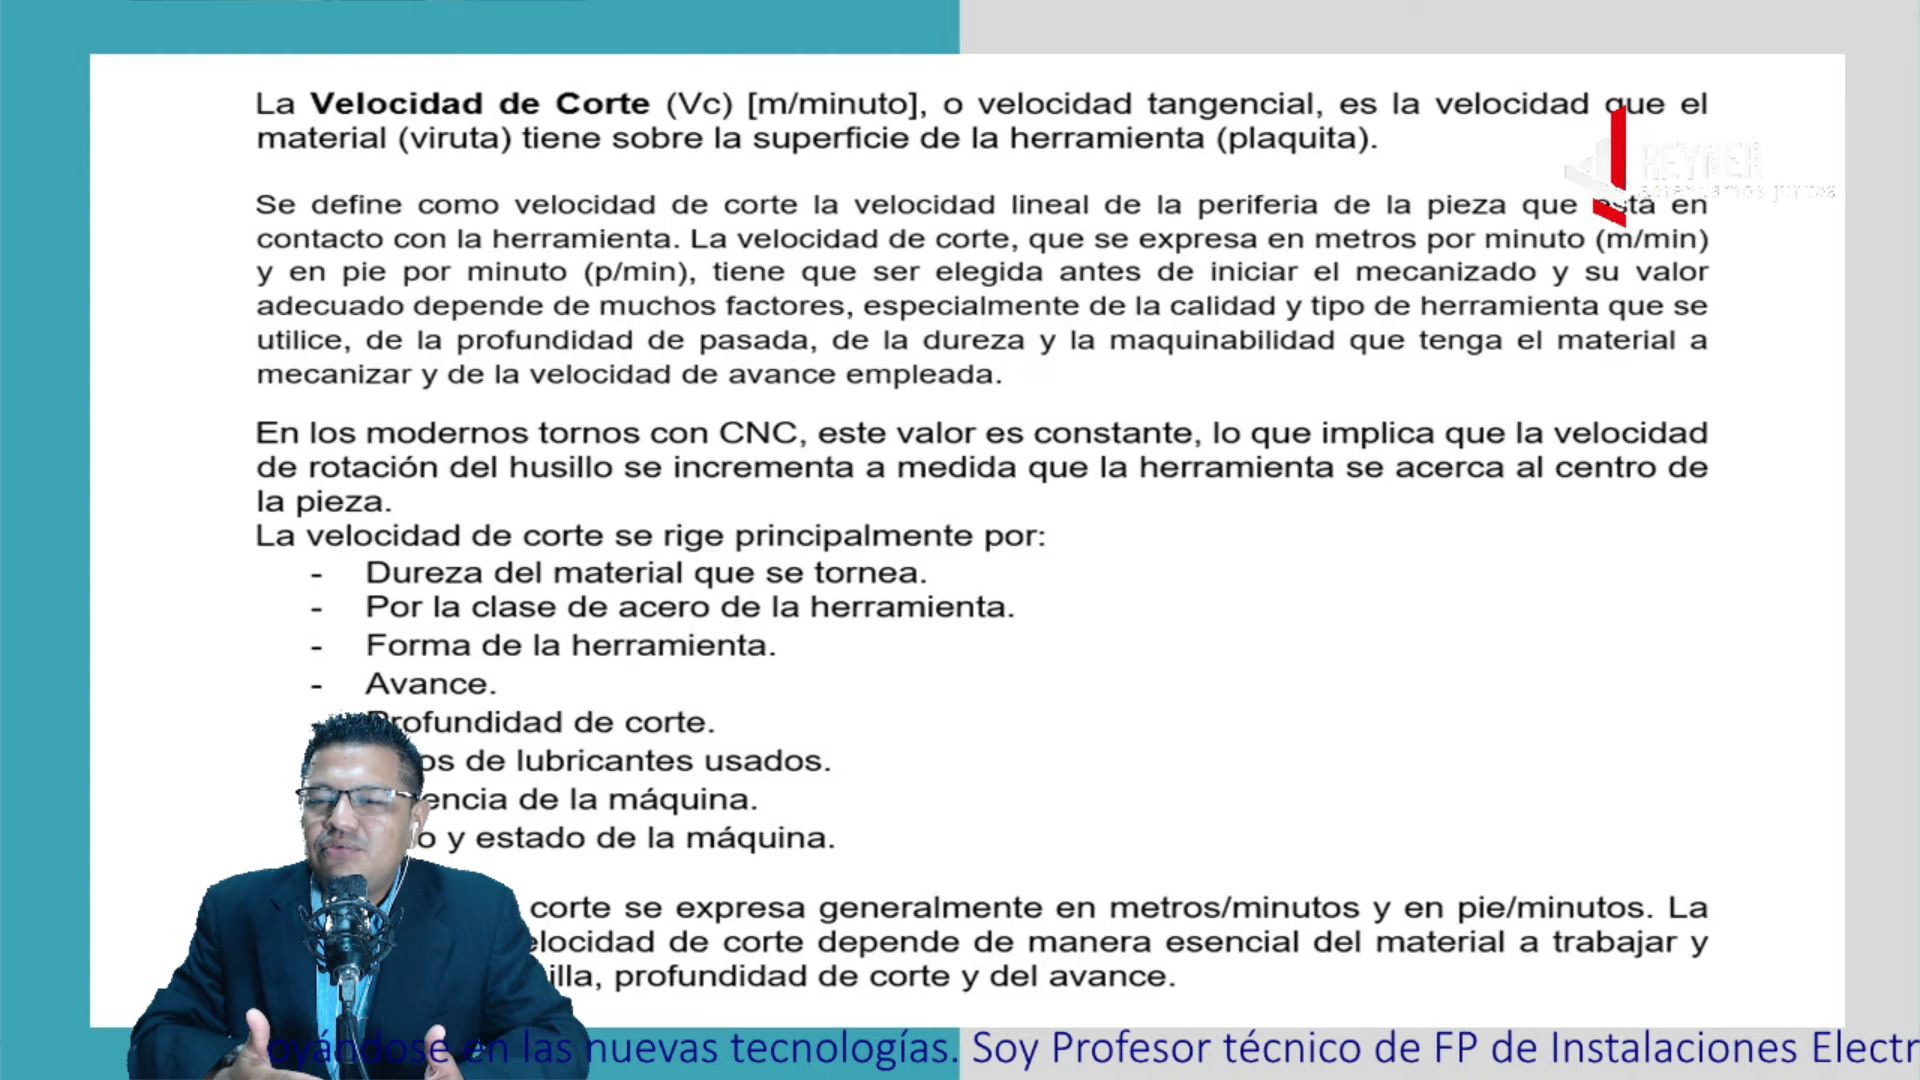 La Velocidad de Corte (Vc) [m/minuto], o velocidad tangencial, es la velocidad que el
material (viruta) tiene sobre la superficie de la herramienta (plaquita).
REYNER
aprendamos juntos
Se define como velocidad de corte la velocidad lineal de la periferia de la pieza que está en
contacto con la herramienta. La velocidad de corte, que se expresa en metros por minuto (m/min)
y en pie por minuto (p/min), tiene que ser elegida antes de iniciar el mecanizado y su valor
adecuado depende de muchos factores, especialmente de la calidad y tipo de herramienta que se
utilice, de la profundidad de pasada, de la dureza y la maquinabilidad que tenga el material a
mecanizar y de la velocidad de avance empleada.
En los modernos tornos con CNC, este valor es constante, lo que implica que la velocidad
de rotación del husillo se incrementa a medida que la herramienta se acerca al centro de
la pieza.
La velocidad de corte se rige principalmente por:
- Dureza del material que se tornea.
- Por la clase de acero de la herramienta.
- Forma de la herramienta.
- Avance.
- Profundidad de corte.
os de lubricantes usados.
encia de la máquina.
o y estado de la máquina.
corte se expresa generalmente en metros/minutos y en pie/minutos. La
elocidad de corte depende de manera esencial del material a trabajar y
illa, profundidad de corte y del avance.
oyándose en las nuevas tecnologías. Soy Profesor técnico de FP de Instalaciones Electr